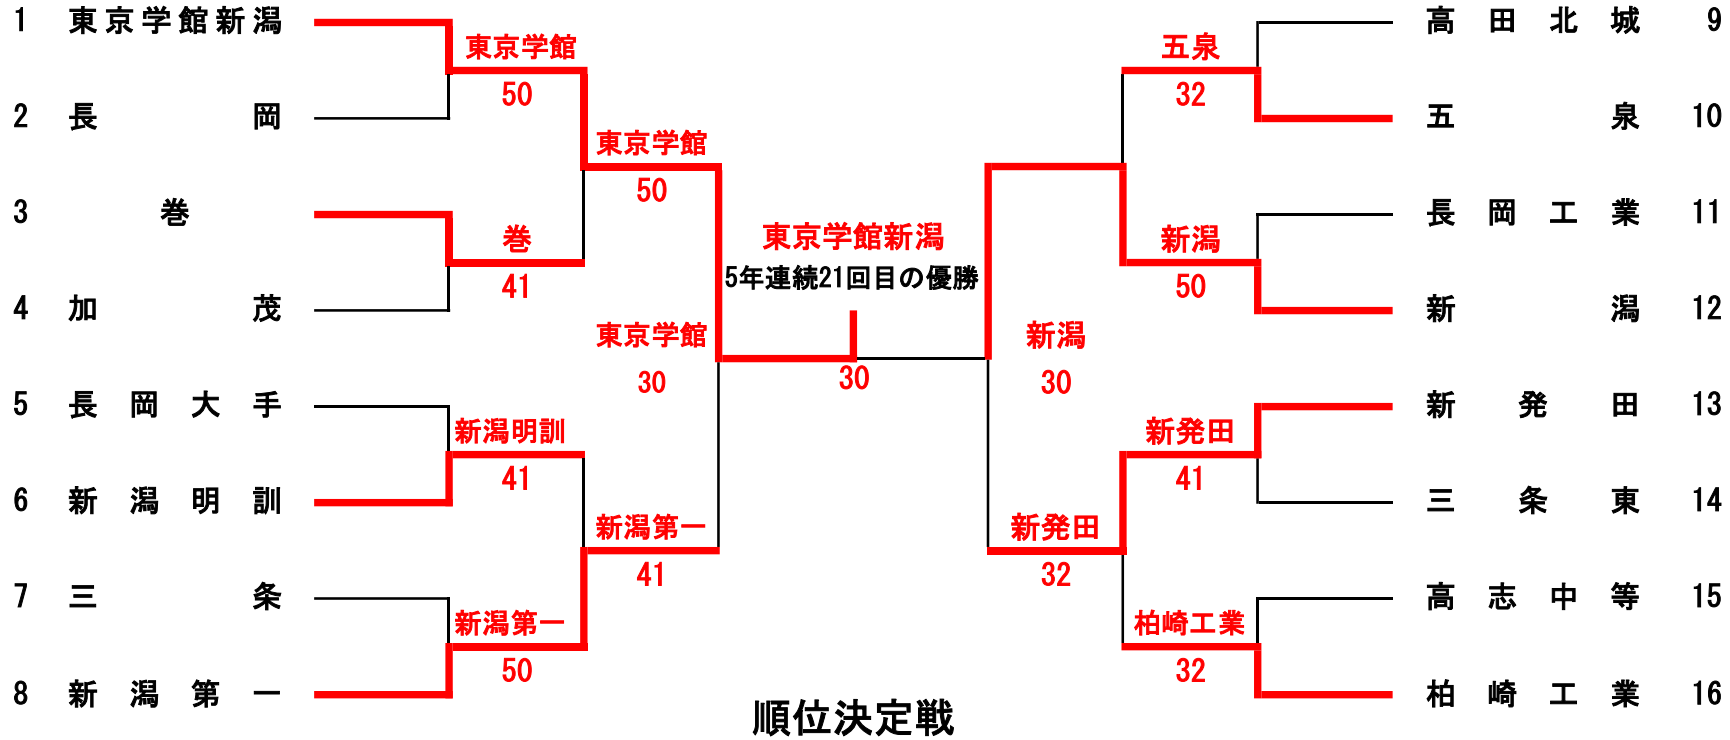 1 東京学館新潟
東京学館
50
2 長岡
東京学館
50
3 巻
巻
41
4 加茂
東京学館
30
5 長岡大手
新潟明訓
41
6 新潟明訓
新潟第一
41
7 三条
新潟第一
50
8 新潟第一
東京学館新潟
5年連続21回目の優勝
30
高田北城 9
五泉
32
五泉 10
長岡工業 11
新潟
50
新潟 12
新潟
30
新発田 13
新発田
41
三条東 14
新発田
32
高志中等 15
柏崎工業
32
柏崎工業 16
順位決定戦